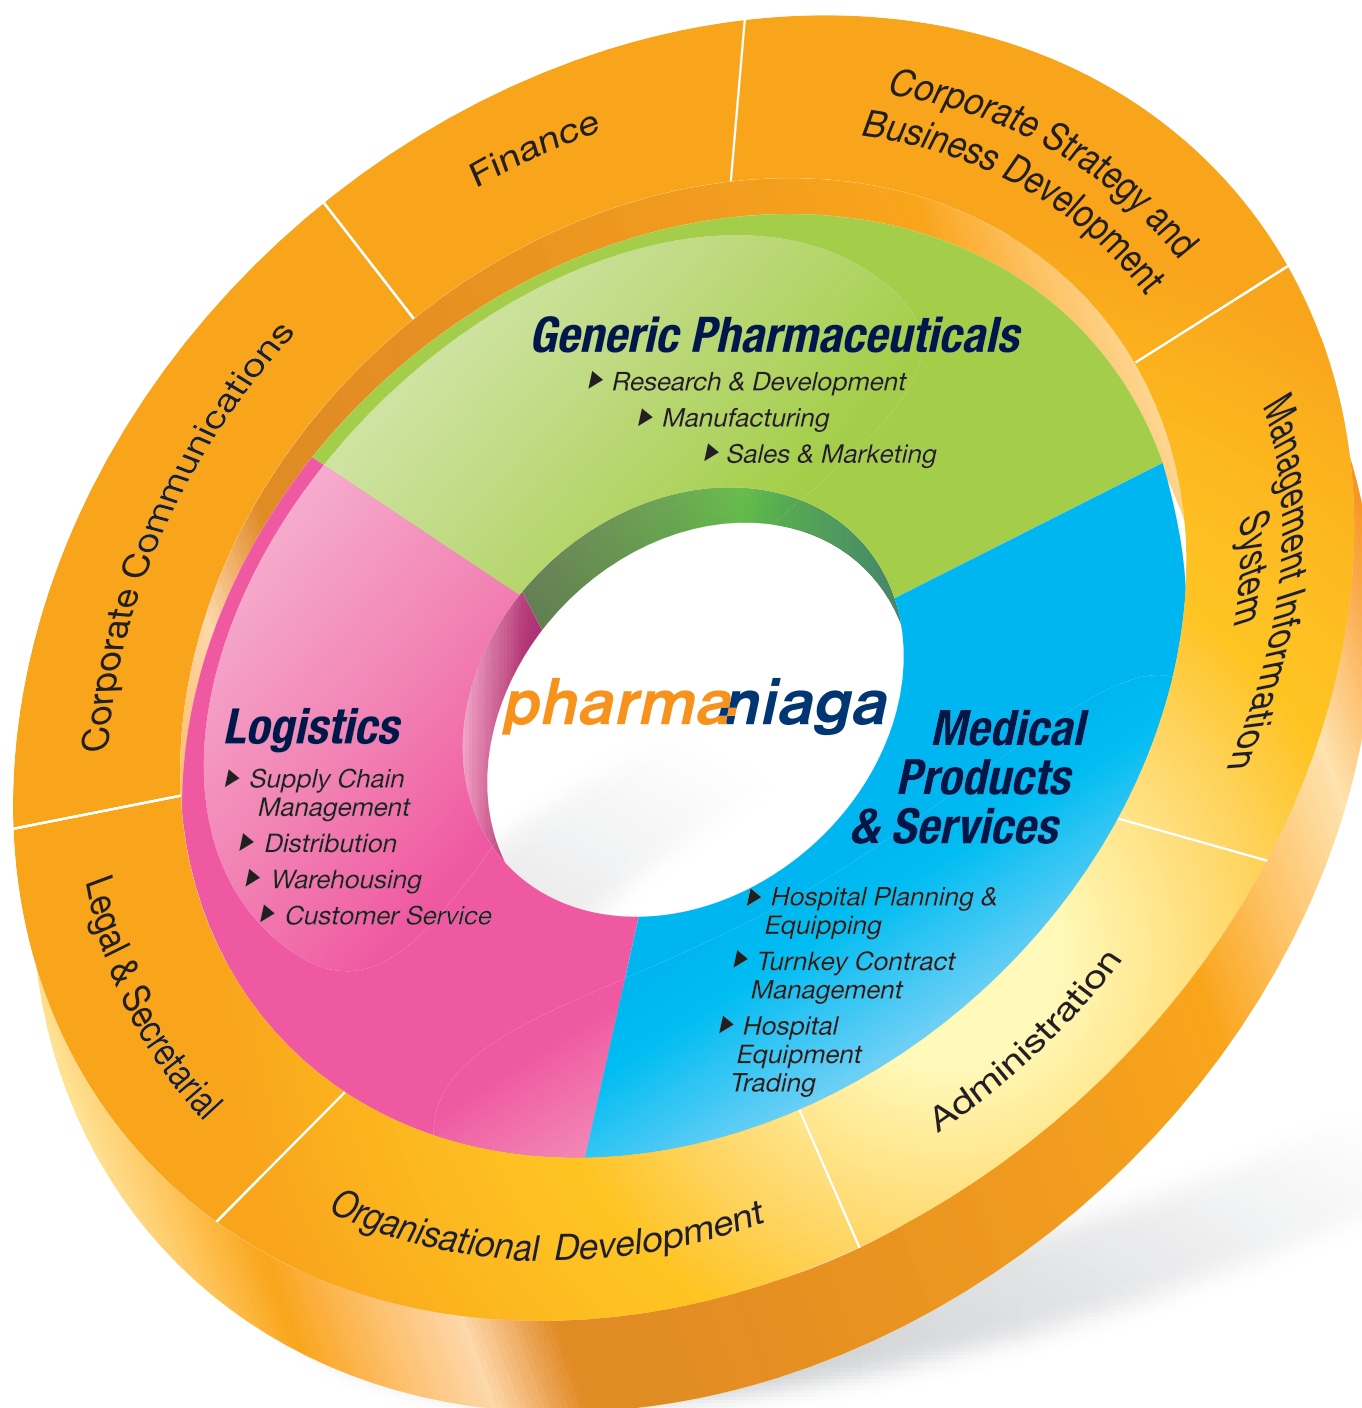 Finance
Corporate Strategy and
Business Development
Management Information
System
Administration
Organisational Development
Legal & Secretarial
Corporate Communications
Generic Pharmaceuticals
Research & Development
Manufacturing
Sales & Marketing
pharmaniaga
Logistics
Supply Chain
Management
Distribution
Warehousing
Customer Service
Medical
Products
& Services
Hospital Planning &
Equipping
Turnkey Contract
Management
Hospital
Equipment
Trading